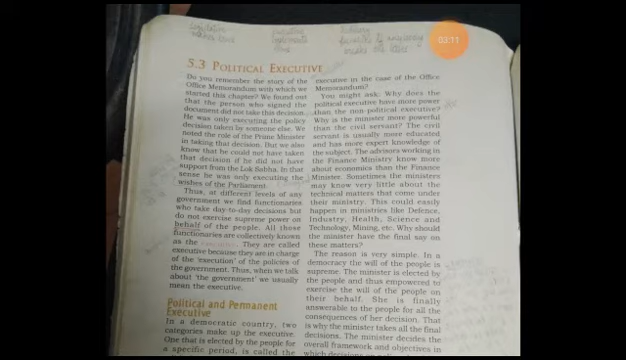 03:11
5.3 POLITICAL EXECUTIVE
Do you remember the story of the
Office Memorandum with which we
started this chapter? We found out
that the person who signed the
document did not take this decision.
He was only executing the policy
decision taken by someone else. We
noted the role of the Prime Minister
in taking that decision. But we also
know that he could not have taken
that decision if he did not have
support from the Lok Sabha. In that
sense he was only executing the
wishes of the Parliament.
Thus, at different levels of any
government we find functionaries
who take day-to-day decisions but
do not exercise supreme power on
behalf of the people. All those
functionaries are collectively known
as the They are called
executive because they are in charge
of the 'execution' of the policies of
the government. Thus, when we talk
about 'the government' we usually
mean the executive.
Political and Permanent
Executive
In a democratic country, two
categories make up the executive.
One that is elected by the people for
a specific period, is called the
executive in the case of the Office
Memorandum?
You might ask: Why does the
political executive have more power
than the non-political executive?
Why is the minister more powerful
than the civil servant? The civil
servant is usually more educated
and has more expert knowledge of
the subject. The advisors working in
the Finance Ministry know more
about economics than the Finance
Minister. Sometimes the ministers
may know very little about the
technical matters that come under
their ministry. This could easily
happen in ministries like Defence,
Industry, Health, Science and
Technology, Mining, etc. Why should
the minister have the final say on
these matters?
The reason is very simple. In a
democracy the will of the people is
supreme. The minister is elected by
the people and thus empowered to
exercise the will of the people on
their behalf. She is finally
answerable to the people for all the
consequences of her decision. That
is why the minister takes all the final
decisions. The minister decides the
overall framework and objectives in